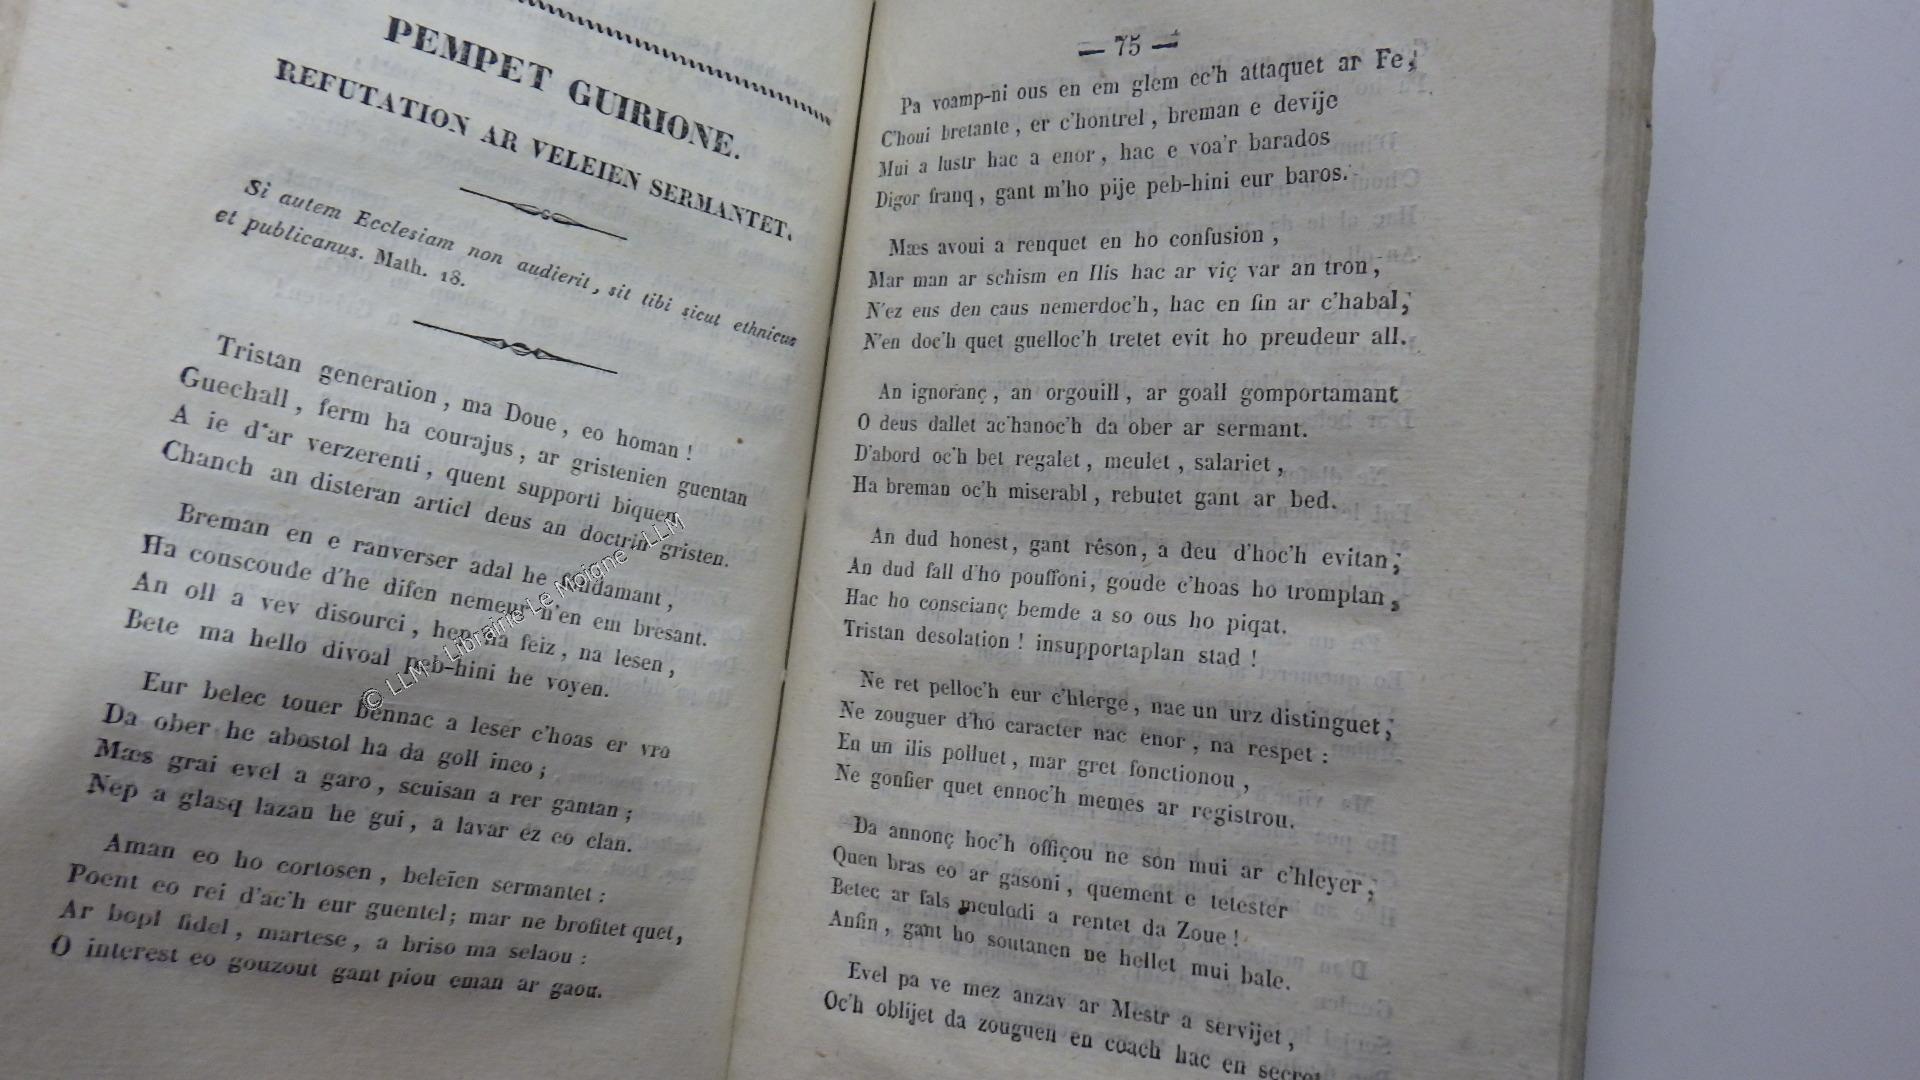 PEMPET GUIRIONE.
REFUTATION AR VELEIEN SERMANTET.
Si autem Ecclesiam non audierit, sit tibi sicut ethnicus
et publicanus. Math. 18.
Tristan generation, ma Doue, eo homan !
Guechall, ferm ha courajus, ar gristenien guentan
A ie d'ar verzerenti, quent supporti biquen
Chanch an disteran articl deus an doctrin gristen.
Breman en e ranverser adal he
Ha couscoude d'he difen nemeur n'en em bresant.
An oll a vev disourci, hep na feiz, na lesen,
Bete ma hello divoal peb-hini he voyen.
Eur belec touer bennac a leser c'hoas er vro
Da ober he abostol ha da goll ineo ;
Mæs grai evel a garo, scuisan a rer gantan ;
Nep a glasq lazan he gui, a lavar ez eo clan.
Aman eo ho cortosen, beleïen sermantet :
Poent eo rei d'ac'h eur guentel; mar ne brofitet quet,
Ar bopl fidel, martese, a briso ma selaou :
O interest eo gouzout gant piou eman ar gaou.
© LLM - Librairie Le Moigne - LLM
— 75 —
Pa voamp-ni ous en em glem ec'h attaquet ar Fe;
C'houi bretante, er c'hontrel, breman e devije
Mui a lustr hac a enor, hac e voa'r barados
Digor franq, gant m'ho pije peb-hini eur baros.
Mæs avoui a renquet en ho confusion,
Mar man ar schism en Ilis hac ar viç var an tron,
N'ez eus den caus nemerdoc'h, hac en fin ar c'habal,
N'en doc'h quet guelloc'h tretet evit ho preudeur all.
An ignoranç, an orgouill, ar goall gomportamant
O deus dallet ac'hanoc'h da ober ar sermant.
D'abord oc'h bet regalet, meulet, salariet,
Ha breman oc'h miserabl, rebutet gant ar bed.
An dud honest, gant rêson, a deu d'hoc'h evitan;
An dud fall d'ho pouffoni, goude c'hoas ho tromplan,
Hac ho conscianç bemde a so ous ho piqat.
Tristan desolation ! insupportaplan stad !
Ne ret pelloc'h eur c'hlerge, nae un urz distinguet;
Ne zouguer d'ho caracter nac enor, na respet :
En un ilis polluet, mar gret fonctionou,
Ne gonfier quet ennoc'h memes ar registrou.
Da annonç hoc'h offiçou ne son mui ar c'hleyer;
Quen bras eo ar gasoni, quement e tetester
Betec ar fals meulodi a rentet da Zoue !
Anfin, gant ho soutanen ne hellet mui bale.
Evel pa ve mez anzav ar Mestr a servijet,
Oc'h oblijet da zouguen en coach hac en secret